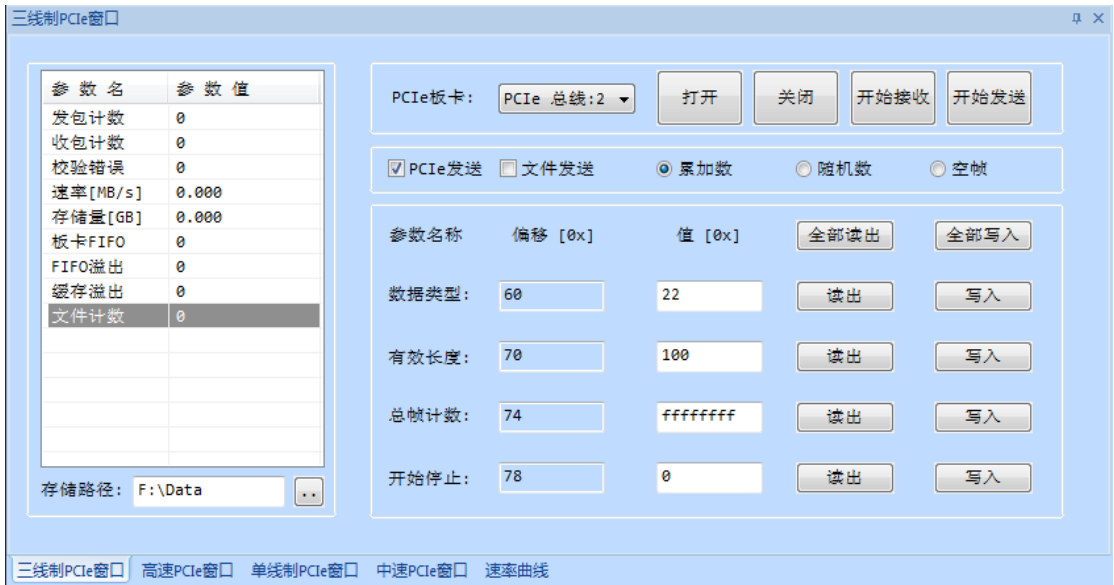 三线制PCIe窗口
参 数 名 参 数 值
发包计数 0
收包计数 0
校验错误 0
速率[MB/s] 0.000
存储量[GB] 0.000
板卡FIFO 0
FIFO溢出 0
缓存溢出 0
文件计数 0
存储路径: F:\Data ..
PCIe板卡: PCIe 总线:2 打开 关闭 开始接收 开始发送
PCIe发送 文件发送 累加数 随机数 空帧
参数名称 偏移 [0x] 值 [0x] 全部读出 全部写入
数据类型: 60 22 读出 写入
有效长度: 70 100 读出 写入
总帧计数: 74 ffffffff 读出 写入
开始停止: 78 0 读出 写入
三线制PCIe窗口 高速PCIe窗口 单线制PCIe窗口 中速PCIe窗口 速率曲线